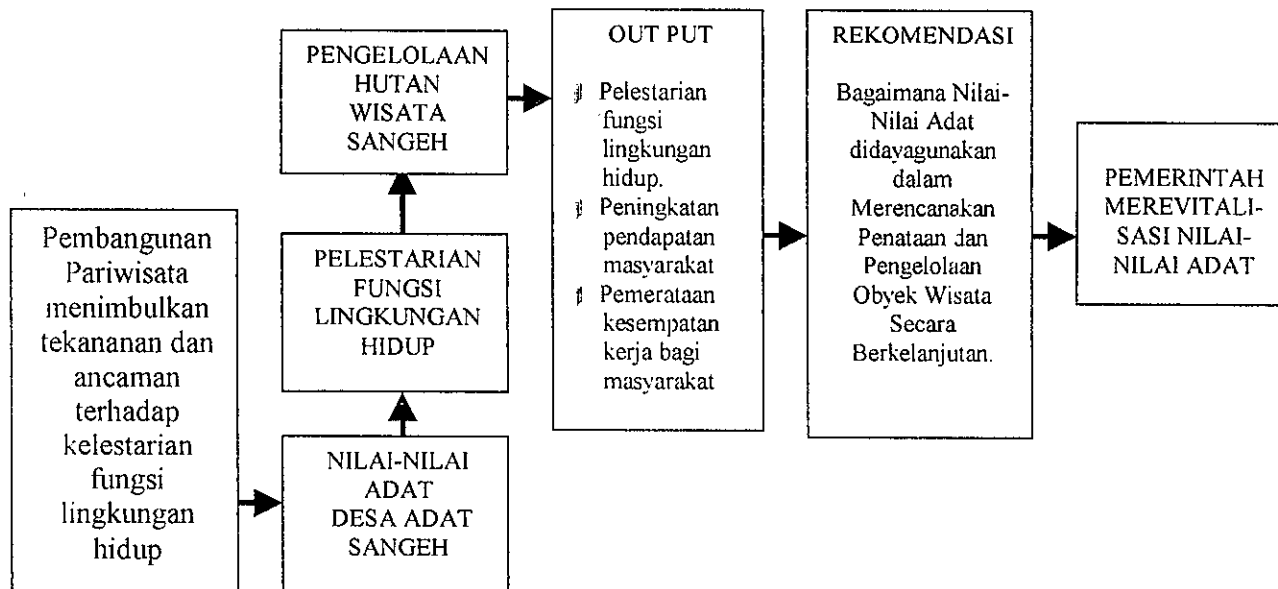 Pembangunan
Pariwisata
menimbulkan
tekananan dan
ancaman
terhadap
kelestarian
fungsi
lingkungan
hidup
NILAI-NILAI
ADAT
DESA ADAT
SANGEH
PELESTARIAN
FUNGSI
LINGKUNGAN
HIDUP
PENGELOLAAN
HUTAN
WISATA
SANGEH
OUT PUT
Pelestarian
fungsi
lingkungan
hidup.
Peningkatan
pendapatan
masyarakat
Pemerataan
kesempatan
kerja bagi
masyarakat
REKOMENDASI
Bagaimana Nilai-
Nilai Adat
didayagunakan
dalam
Merencanakan
Penataan dan
Pengelolaan
Obyek Wisata
Secara
Berkelanjutan.
PEMERINTAH
MEREVITALI-
SASI NILAI-
NILAI ADAT